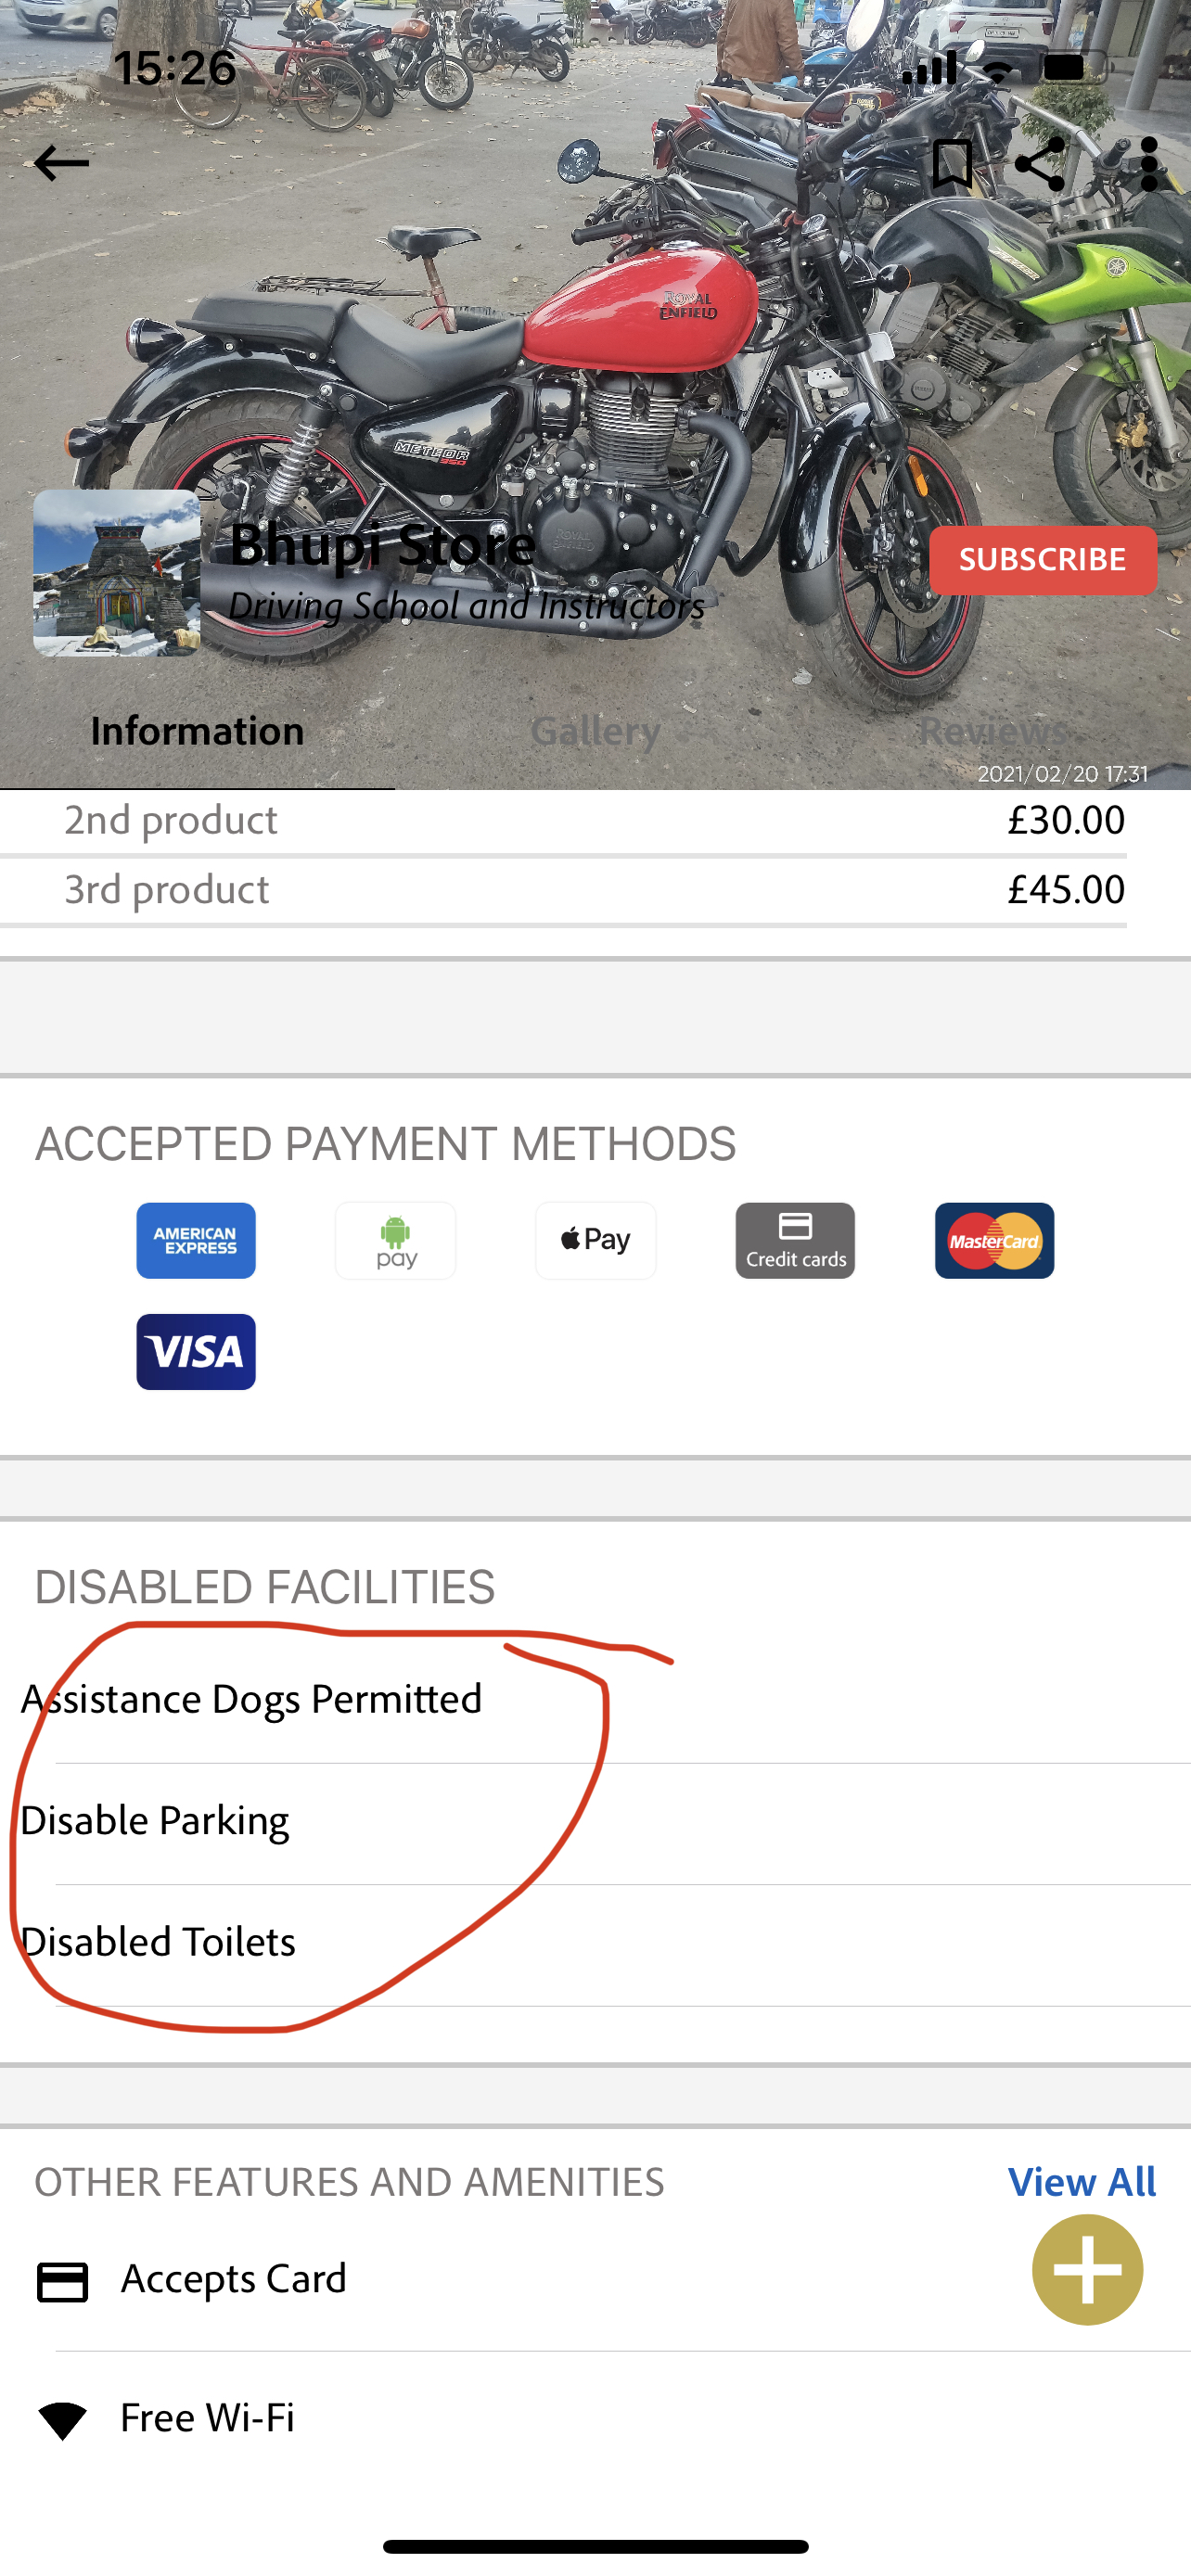 15:26
ROYAL
ENFIELD
METEOR
350
Bhupi Store
SUBSCRIBE
Driving School and Instructors
Information Gallery Reviews
2021/02/20 17:31
2nd product £30.00
3rd product £45.00
ACCEPTED PAYMENT METHODS
AMERICAN
EXPRESS
pay
Pay
Credit cards
MasterCard
VISA
DISABLED FACILITIES
Assistance Dogs Permitted
Disable Parking
Disabled Toilets
OTHER FEATURES AND AMENITIES View All
Accepts Card
Free Wi-Fi